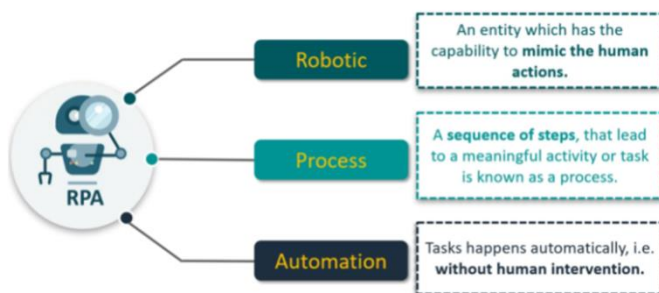 RPA
Robotic
An entity which has the
capability to mimic the human
actions.
Process
A sequence of steps, that lead
to a meaningful activity or task
is known as a process.
Automation
Tasks happens automatically, i.e.
without human intervention.